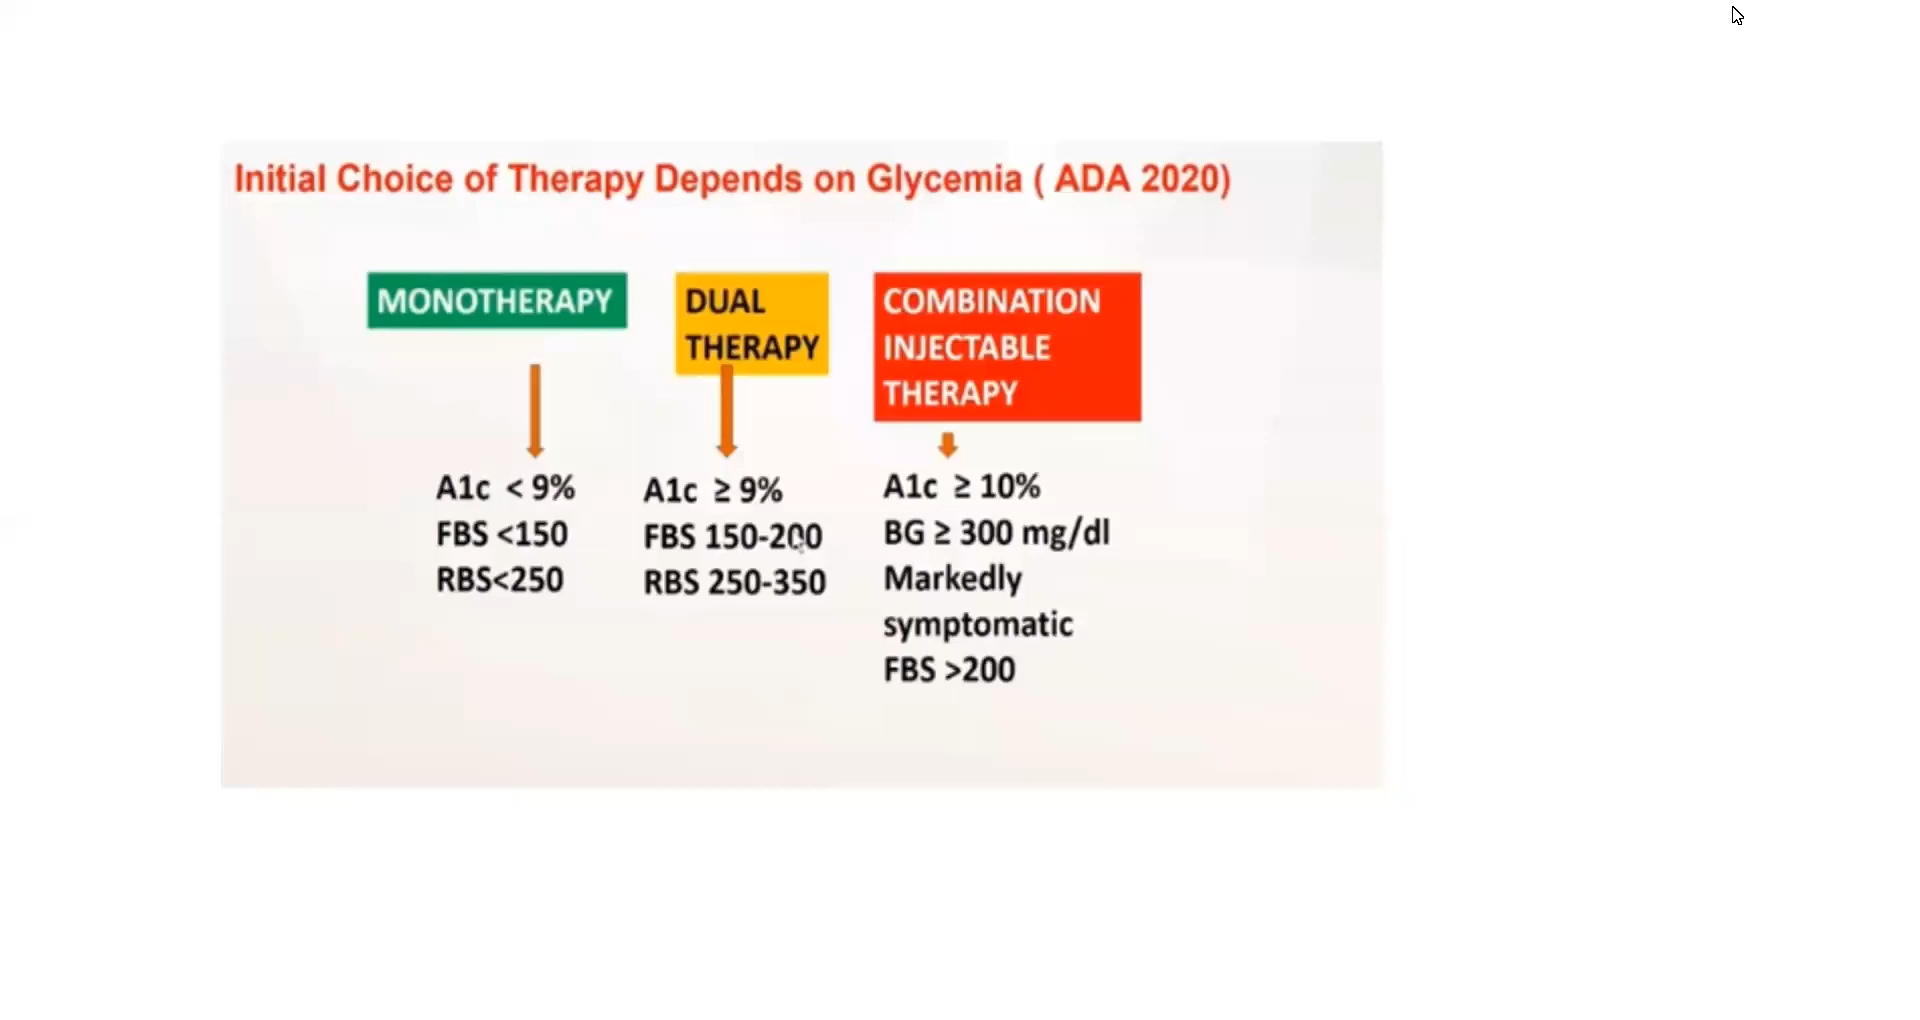 Initial Choice of Therapy Depends on Glycemia ( ADA 2020)
MONOTHERAPY
A1c < 9%
FBS <150
RBS<250
DUAL
THERAPY
A1c ≥ 9%
FBS 150-200
RBS 250-350
COMBINATION
INJECTABLE
THERAPY
A1c ≥ 10%
BG ≥ 300 mg/dl
Markedly
symptomatic
FBS >200